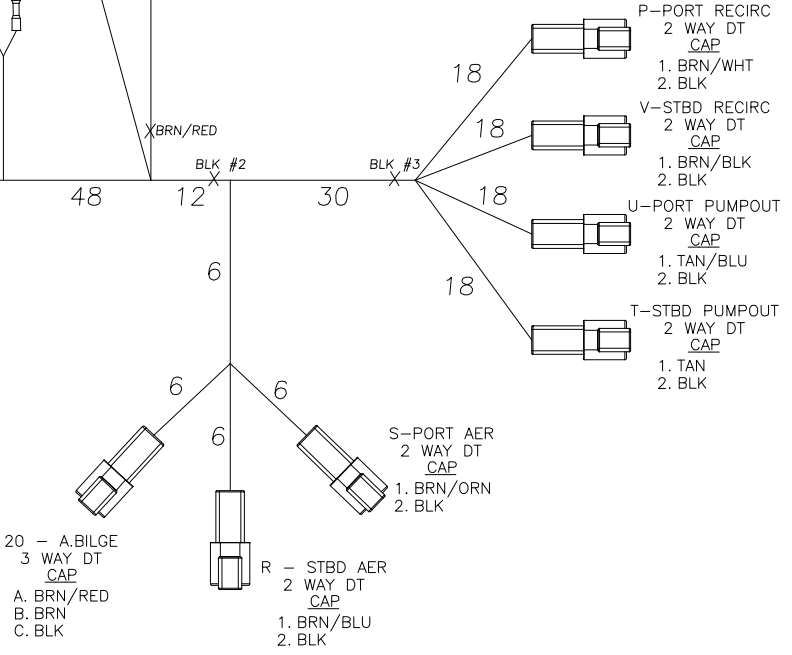 P-PORT RECIRC
2 WAY DT
CAP
1. BRN/WHT
2. BLK
18
V-STBD RECIRC
2 WAY DT
CAP
1. BRN/BLK
2. BLK
18
BRN/RED
BLK #2
BLK #3
48
12
30
18
U-PORT PUMPOUT
2 WAY DT
CAP
1. TAN/BLU
2. BLK
6
18
T-STBD PUMPOUT
2 WAY DT
CAP
1. TAN
2. BLK
6
6
6
S-PORT AER
2 WAY DT
CAP
1. BRN/ORN
2. BLK
20 - A.BILGE
3 WAY DT
CAP
A. BRN/RED
B. BRN
C. BLK
R - STBD AER
2 WAY DT
CAP
1. BRN/BLU
2. BLK